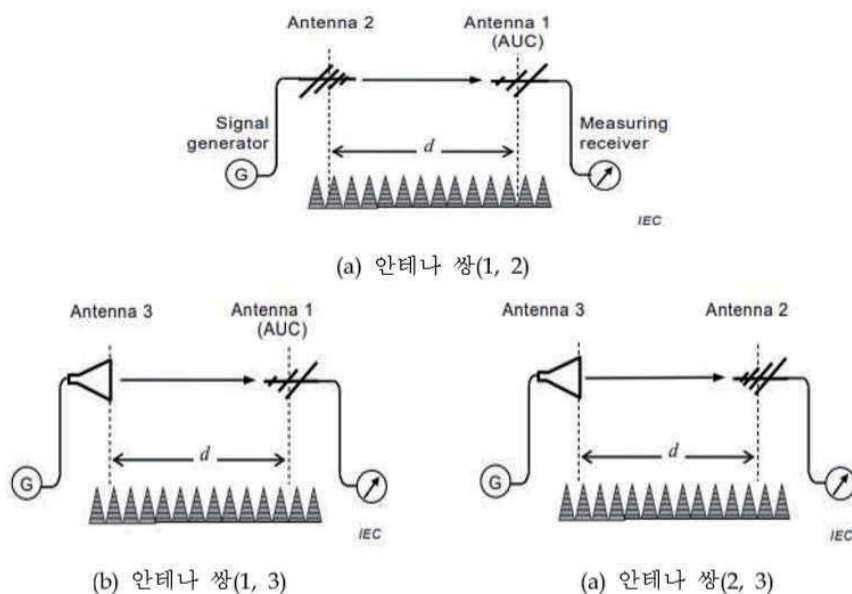 Antenna 2
Antenna 1
(AUC)
Signal
generator
Measuring
receiver
d
G
IEC
(a) 안테나 쌍(1, 2)
Antenna 3
Antenna 1
(AUC)
d
G
IEC
(b) 안테나 쌍(1, 3)
Antenna 3
Antenna 2
d
G
IEC
(a) 안테나 쌍(2, 3)